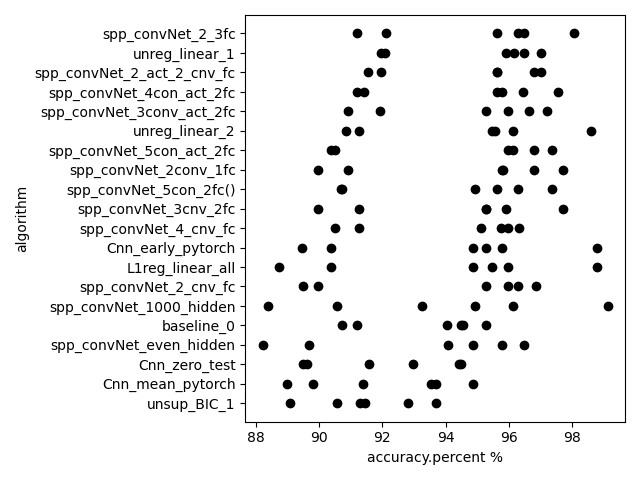 spp_convNet_2_3fc
unreg_linear_1
spp_convNet_2_act_2_cnv_fc
spp_convNet_4con_act_2fc
spp_convNet_3conv_act_2fc
unreg_linear_2
spp_convNet_5con_act_2fc
spp_convNet_2conv_1fc
spp_convNet_5con_2fc()
spp_convNet_3cnv_2fc
spp_convNet_4_cnv_fc
Cnn_early_pytorch
L1reg_linear_all
spp_convNet_2_cnv_fc
spp_convNet_1000_hidden
baseline_0
spp_convNet_even_hidden
Cnn_zero_test
Cnn_mean_pytorch
unsup_BIC_1
algorithm
88 90 92 94 96 98
accuracy.percent %